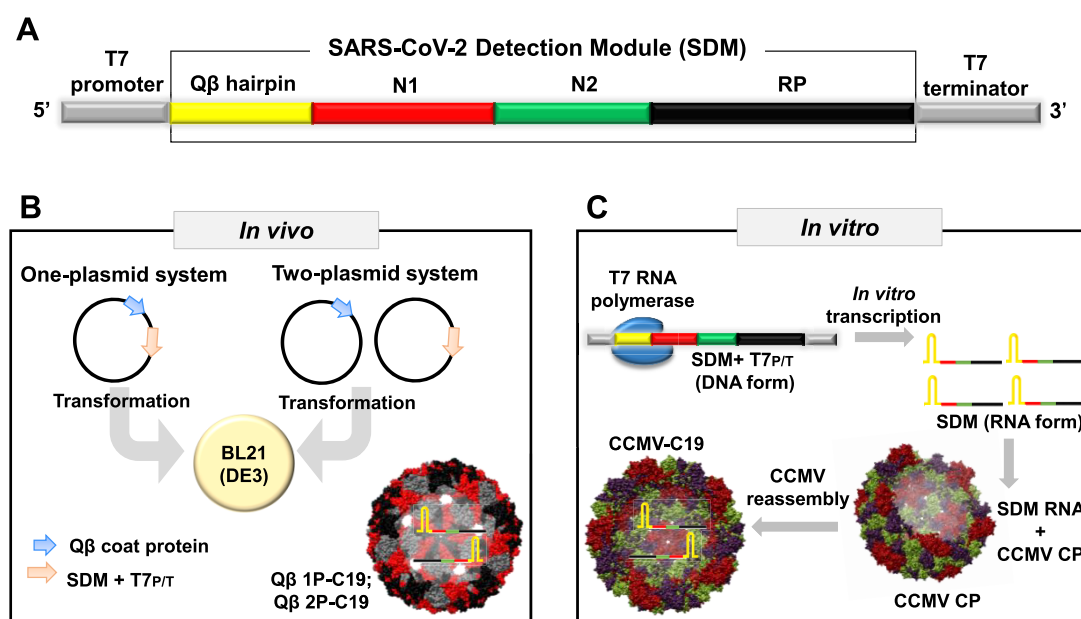 A
SARS-CoV-2 Detection Module (SDM)
T7
promoter
Qβ hairpin
N1
N2
RP
T7
terminator
5’
3’
B
In vivo
One-plasmid system
Two-plasmid system
Transformation
Transformation
BL21
(DE3)
Qβ coat protein
SDM + T7P/T
Qβ 1P-C19;
Qβ 2P-C19
C
In vitro
T7 RNA
polymerase
In vitro
transcription
SDM+ T7P/T
(DNA form)
SDM (RNA form)
CCMV-C19
CCMV
reassembly
SDM RNA
+
CCMV CP
CCMV CP